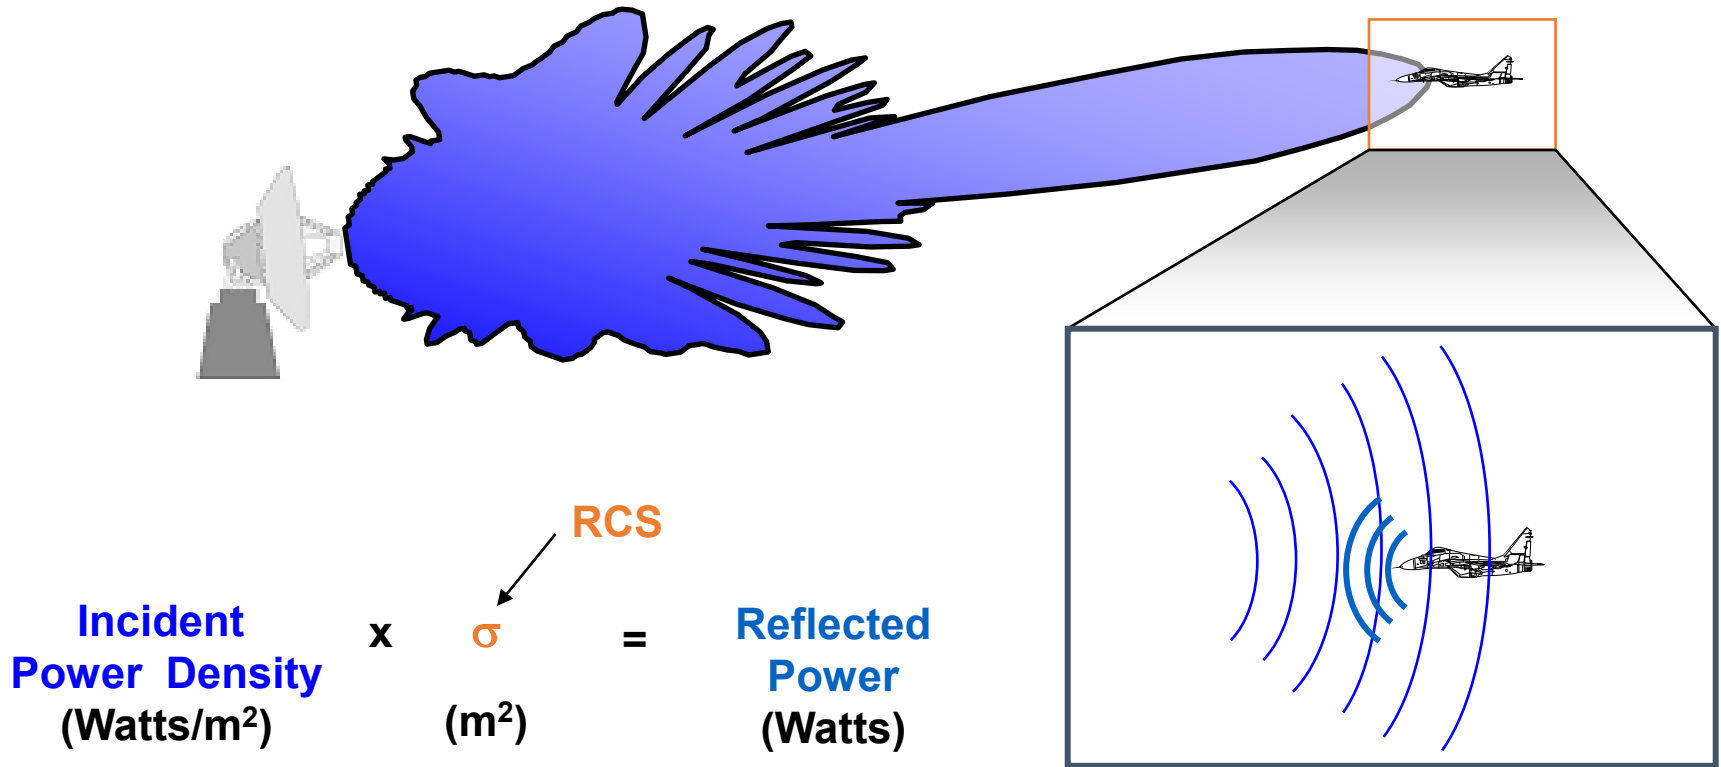 RCS
Incident
Power Density
(Watts/m²)
x
σ
(m²)
=
Reflected
Power
(Watts)